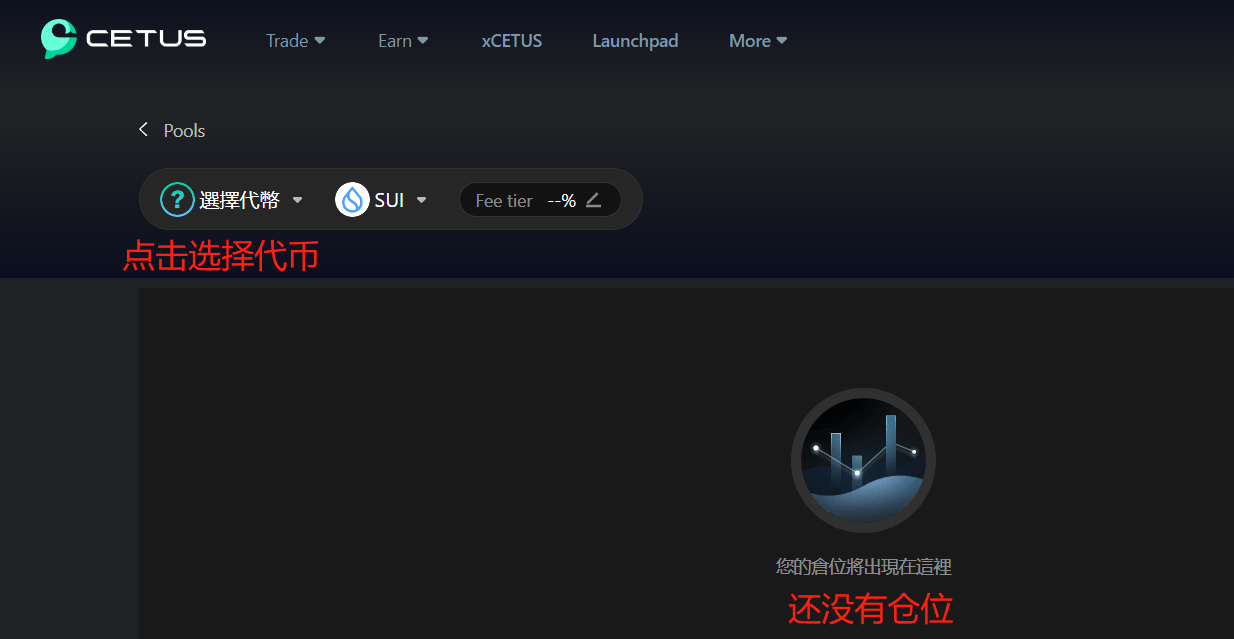 CETUS Trade Earn xCETUS Launchpad More
Pools
? 選擇代幣 SUI Fee tier --%
点击选择代币
您的倉位將出現在這裡
还没有仓位